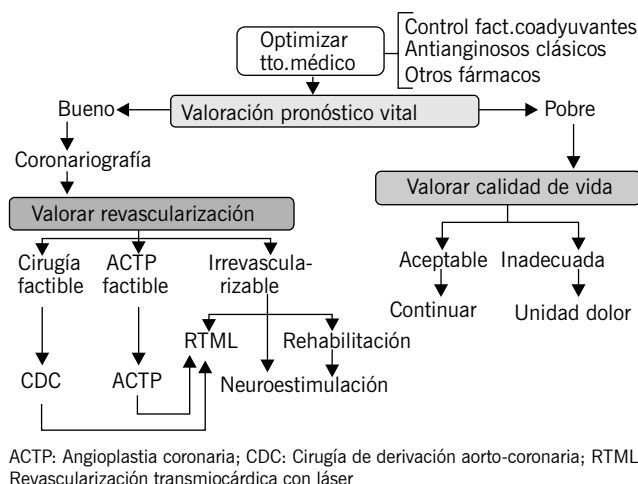 Optimizar
tto.médico
Control fact.coadyuvantes
Antianginosos clásicos
Otros fármacos
Bueno
Valoración pronóstico vital
Pobre
Coronariografía
Valorar calidad de vida
Valorar revascularización
Cirugía
factible
ACTP
factible
Irrevascula-
rizable
Aceptable
Inadecuada
Continuar
Unidad dolor
RTML
Rehabilitación
CDC
ACTP
Neuroestimulación
ACTP: Angioplastia coronaria; CDC: Cirugía de derivación aorto-coronaria; RTML
Revascularización transmiocárdica con láser